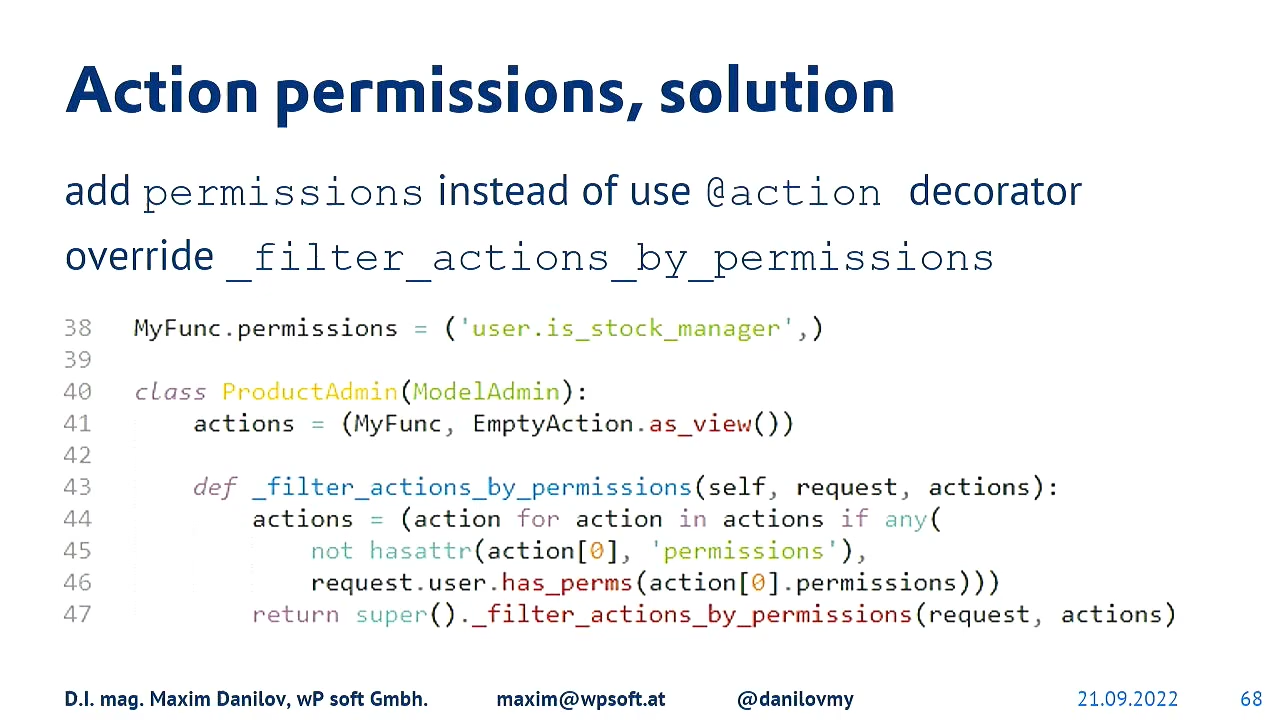 Action permissions, solution
add permissions instead of use @action decorator
override _filter_actions_by_permissions
38 MyFunc.permissions = ('user.is_stock_manager',)
39
40 class ProductAdmin(ModelAdmin):
41     actions = (MyFunc, EmptyAction.as_view())
42
43     def _filter_actions_by_permissions(self, request, actions):
44         actions = (action for action in actions if any(
45             not hasattr(action[0], 'permissions'),
46             request.user.has_perms(action[0].permissions)))
47         return super()._filter_actions_by_permissions(request, actions)
D.I. mag. Maxim Danilov, wP soft Gmbh. maxim@wpsoft.at @danilovmy 21.09.2022 68